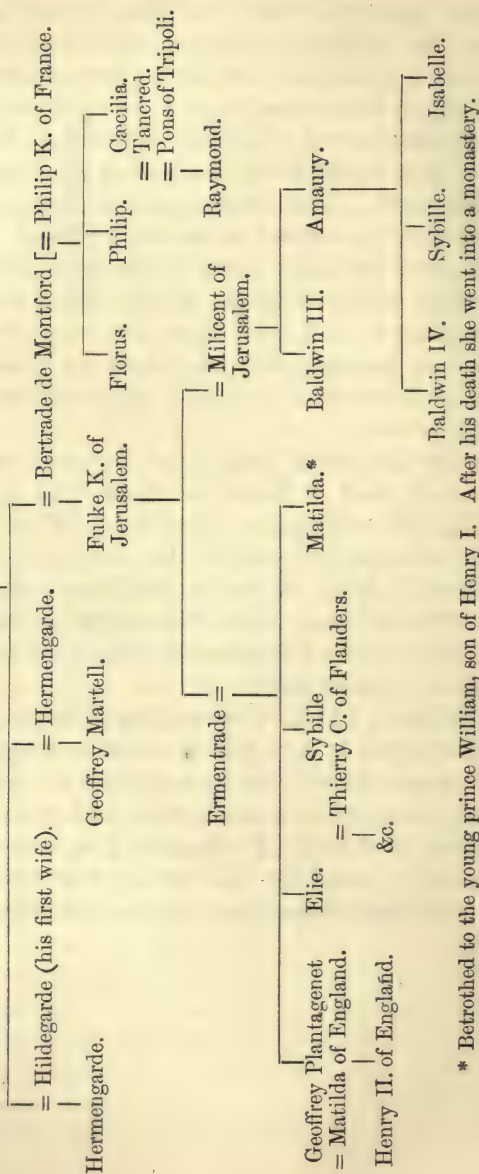 = Hildegarde (his first wife). = Hermengarde. = Bertrade de Montford [= Philip K. of France.
Hermengarde. Geoffrey Martell. Fulke K. of Jerusalem. Florus. Philip. Cæcilia.
= Tancred.
= Pons of Tripoli.
Raymond.
Ermentrade = = Milicent of
Jerusalem.
Geoffrey Plantagenet Elie. Sybille Matilda.* Baldwin III. Amaury.
= Matilda of England. = Thierry C. of Flanders.
Henry II. of England. &c. Baldwin IV. Sybille. Isabelle.
* Betrothed to the young prince William, son of Henry I. After his death she went into a monastery.